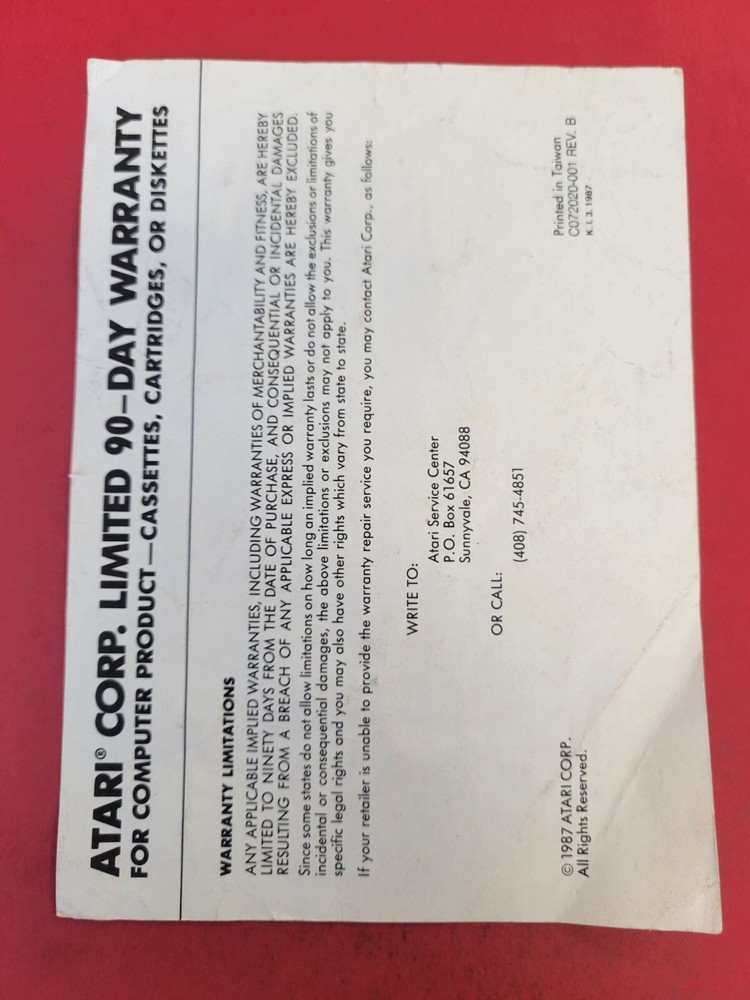 ATARI® CORP. LIMITED 90–DAY WARRANTY
FOR COMPUTER PRODUCT—CASSETTES, CARTRIDGES, OR DISKETTES
WARRANTY LIMITATIONS
ANY APPLICABLE IMPLIED WARRANTIES, INCLUDING WARRANTIES OF MERCHANTABILITY AND FITNESS, ARE HEREBY
LIMITED TO NINETY DAYS FROM THE DATE OF PURCHASE, AND CONSEQUENTIAL OR INCIDENTAL DAMAGES
RESULTING FROM A BREACH OF ANY APPLICABLE EXPRESS OR IMPLIED WARRANTIES ARE HEREBY EXCLUDED.
Since some states do not allow limitations on how long an implied warranty lasts or do not allow the exclusions or limitations of
incidental or consequential damages, the above limitations or exclusions may not apply to you. This warranty gives you
specific legal rights and you may also have other rights which vary from state to state.
If your retailer is unable to provide the warranty repair service you require, you may contact Atari Corp., as follows:
WRITE TO:
Atari Service Center
P.O. Box 61657
Sunnyvale, CA 94088
OR CALL:
(408) 745-4851
© 1987 ATARI CORP.
All Rights Reserved.
Printed in Taiwan
C072020-001 REV. B
K. I. 3. 1987